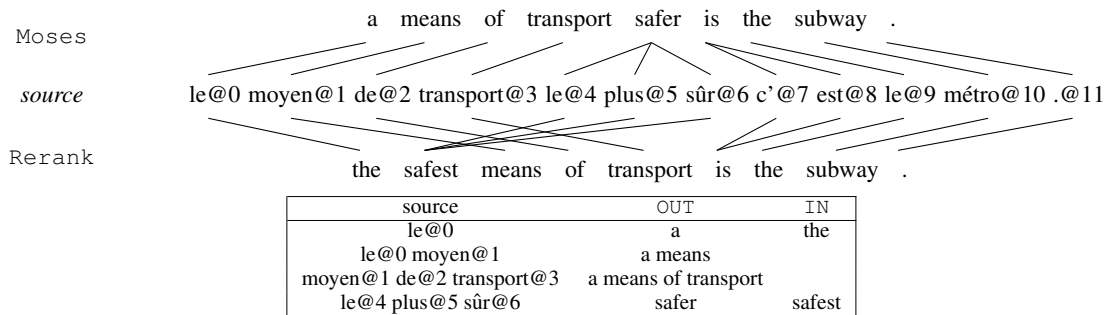 Moses a means of transport safer is the subway .
source le@0 moyen@1 de@2 transport@3 le@4 plus@5 sûr@6 c'@7 est@8 le@9 métro@10 .@11
Rerank the safest means of transport is the subway .
source OUT IN
le@0 a the
le@0 moyen@1 a means
moyen@1 de@2 transport@3 a means of transport
le@4 plus@5 sûr@6 safer safest